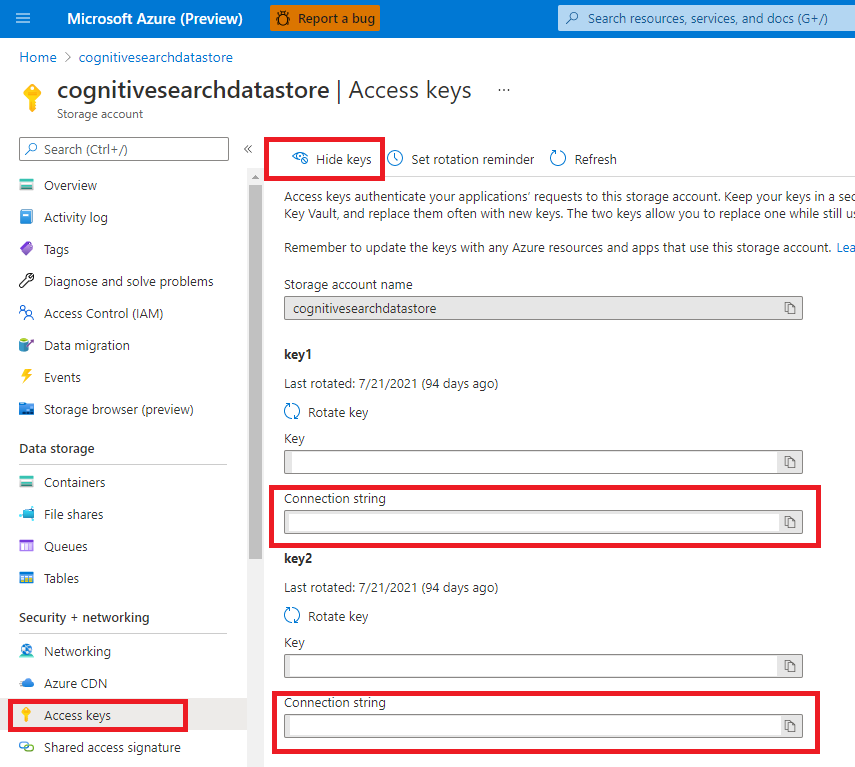 Microsoft Azure (Preview)
Report a bug
Search resources, services, and docs (G+/)
Home > cognitivesearchdatastore
cognitivesearchdatastore | Access keys ...
Storage account
Search (Ctrl+/)
«
Overview
Activity log
Tags
Diagnose and solve problems
Access Control (IAM)
Data migration
Events
Storage browser (preview)
Data storage
Containers
File shares
Queues
Tables
Security + networking
Networking
Azure CDN
Access keys
Shared access signature
Hide keys
Set rotation reminder
Refresh
Access keys authenticate your applications' requests to this storage account. Keep your keys in a sec
Key Vault, and replace them often with new keys. The two keys allow you to replace one while still us
Remember to update the keys with any Azure resources and apps that use this storage account. Lea
Storage account name
cognitivesearchdatastore
key1
Last rotated: 7/21/2021 (94 days ago)
Rotate key
Key
Connection string
key2
Last rotated: 7/21/2021 (94 days ago)
Rotate key
Key
Connection string